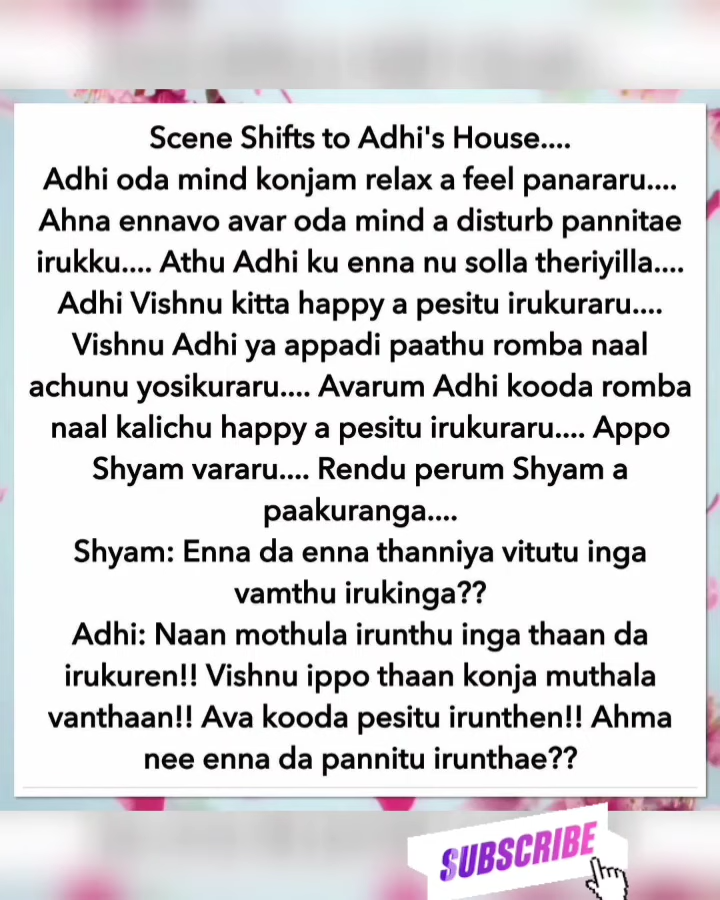 Scene Shifts to Adhi's House....
Adhi oda mind konjam relax a feel panararu....
Ahna ennavo avar oda mind a disturb pannitae
irukku.... Athu Adhi ku enna nu solla theriyilla....
Adhi Vishnu kitta happy a pesitu irukuraru....
Vishnu Adhi ya appadi paathu romba naal
achunu yosikuraru.... Avarum Adhi kooda romba
naal kalichu happy a pesitu irukuraru.... Appo
Shyam vararu.... Rendu perum Shyam a
paakuranga....
Shyam: Enna da enna thanniya vitutu inga
vamthu irukinga??
Adhi: Naan mothula irunthu inga thaan da
irukuren!! Vishnu ippo thaan konja muthala
vanthaan!! Ava kooda pesitu irunthen!! Ahma
nee enna da pannitu irunthae??
SUBSCRIBE